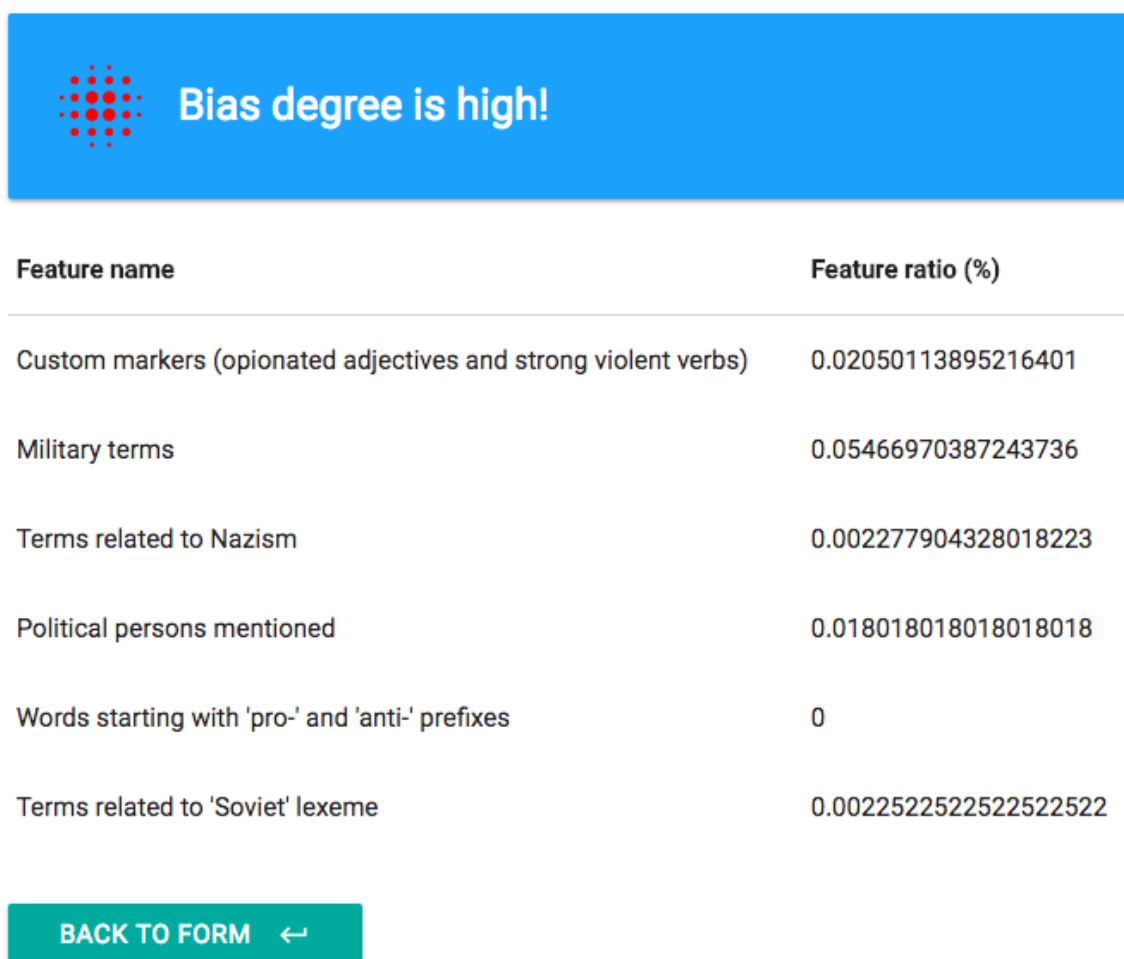 Bias degree is high!
Feature name Feature ratio (%)
Custom markers (opionated adjectives and strong violent verbs) 0.02050113895216401
Military terms 0.05466970387243736
Terms related to Nazism 0.002277904328018223
Political persons mentioned 0.018018018018018018
Words starting with 'pro-' and 'anti-' prefixes 0
Terms related to 'Soviet' lexeme 0.0022522522522522522
BACK TO FORM